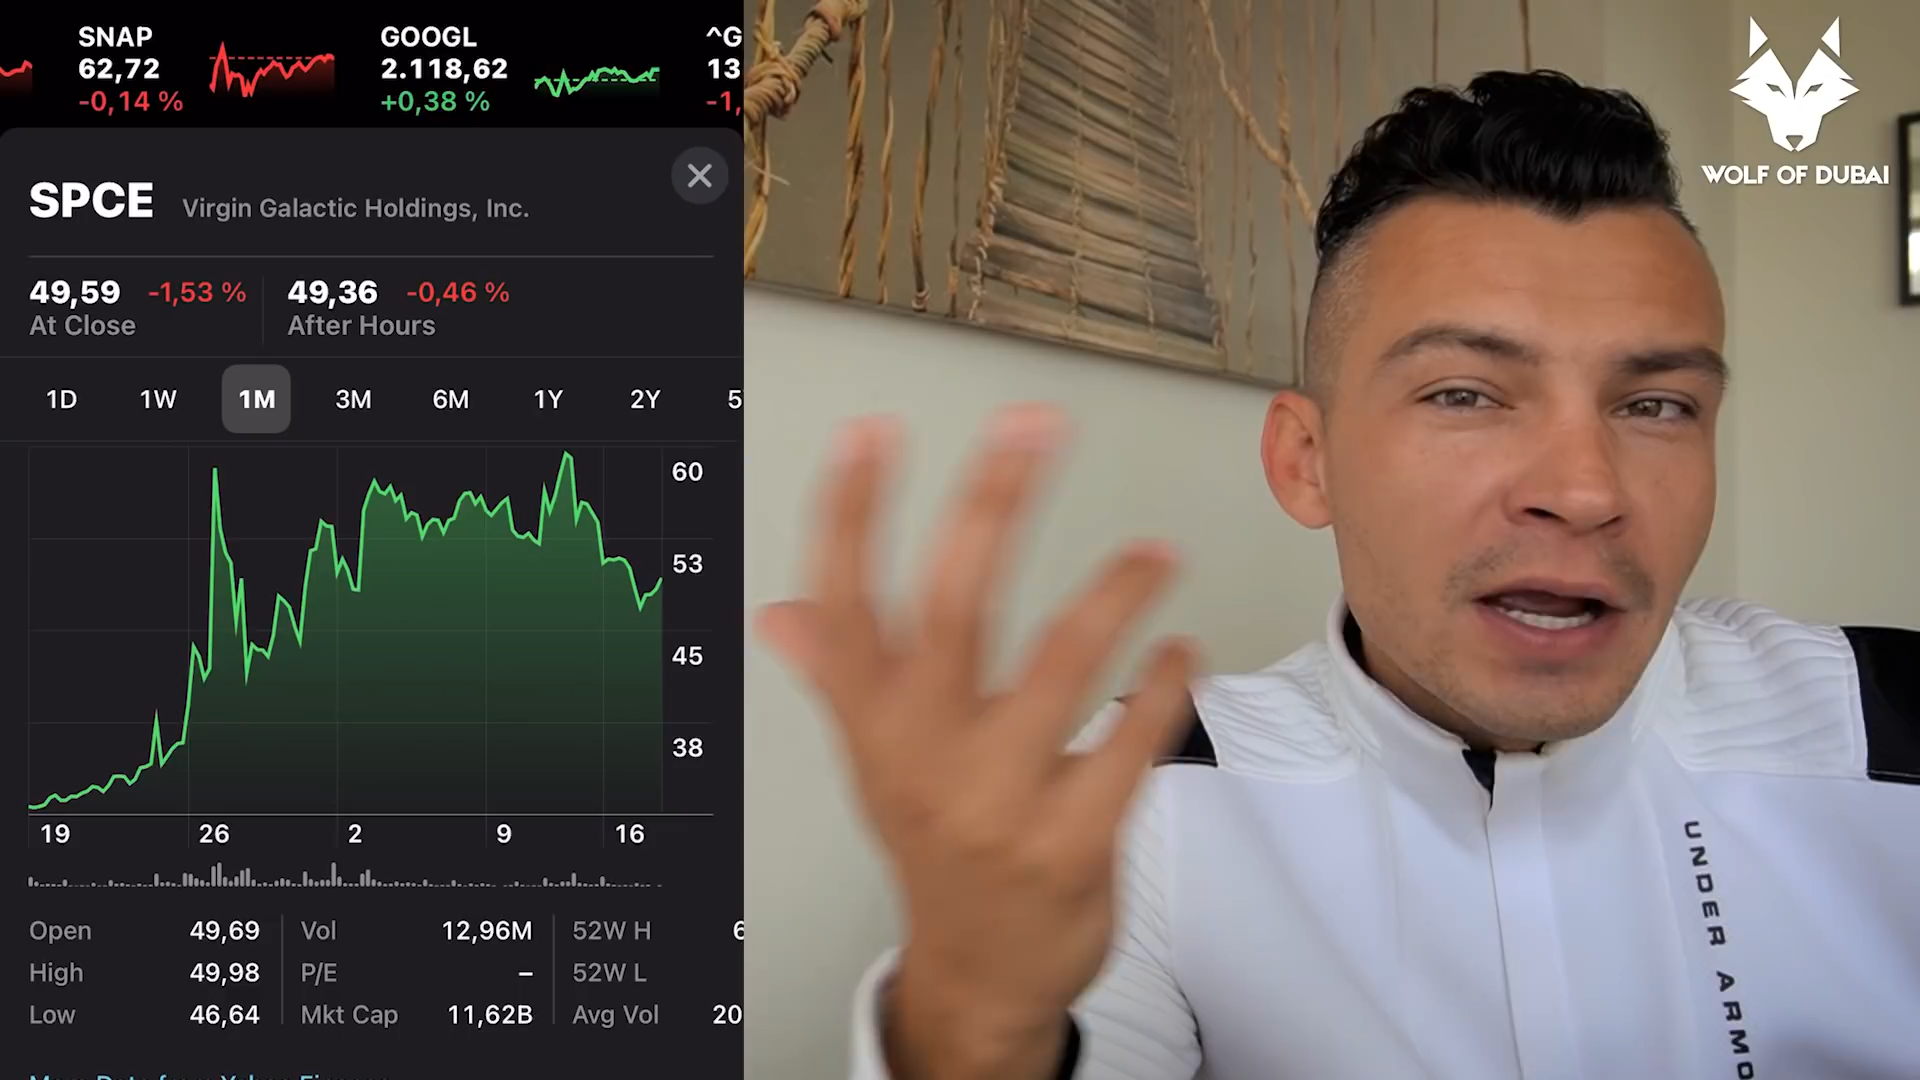 SNAP
62,72
-0,14 %
GOOGL
2.118,62
+0,38 %
^G
13
-1,
SPCE Virgin Galactic Holdings, Inc.
49,59 -1,53 %
At Close
49,36 -0,46 %
After Hours
1D 1W 1M 3M 6M 1Y 2Y 5
60
53
45
38
19 26 2 9 16
Open 49,69
High 49,98
Low 46,64
Vol 12,96M
P/E –
Mkt Cap 11,62B
52W H 6
52W L
Avg Vol 20
WOLF OF DUBAI
UNDER ARMO